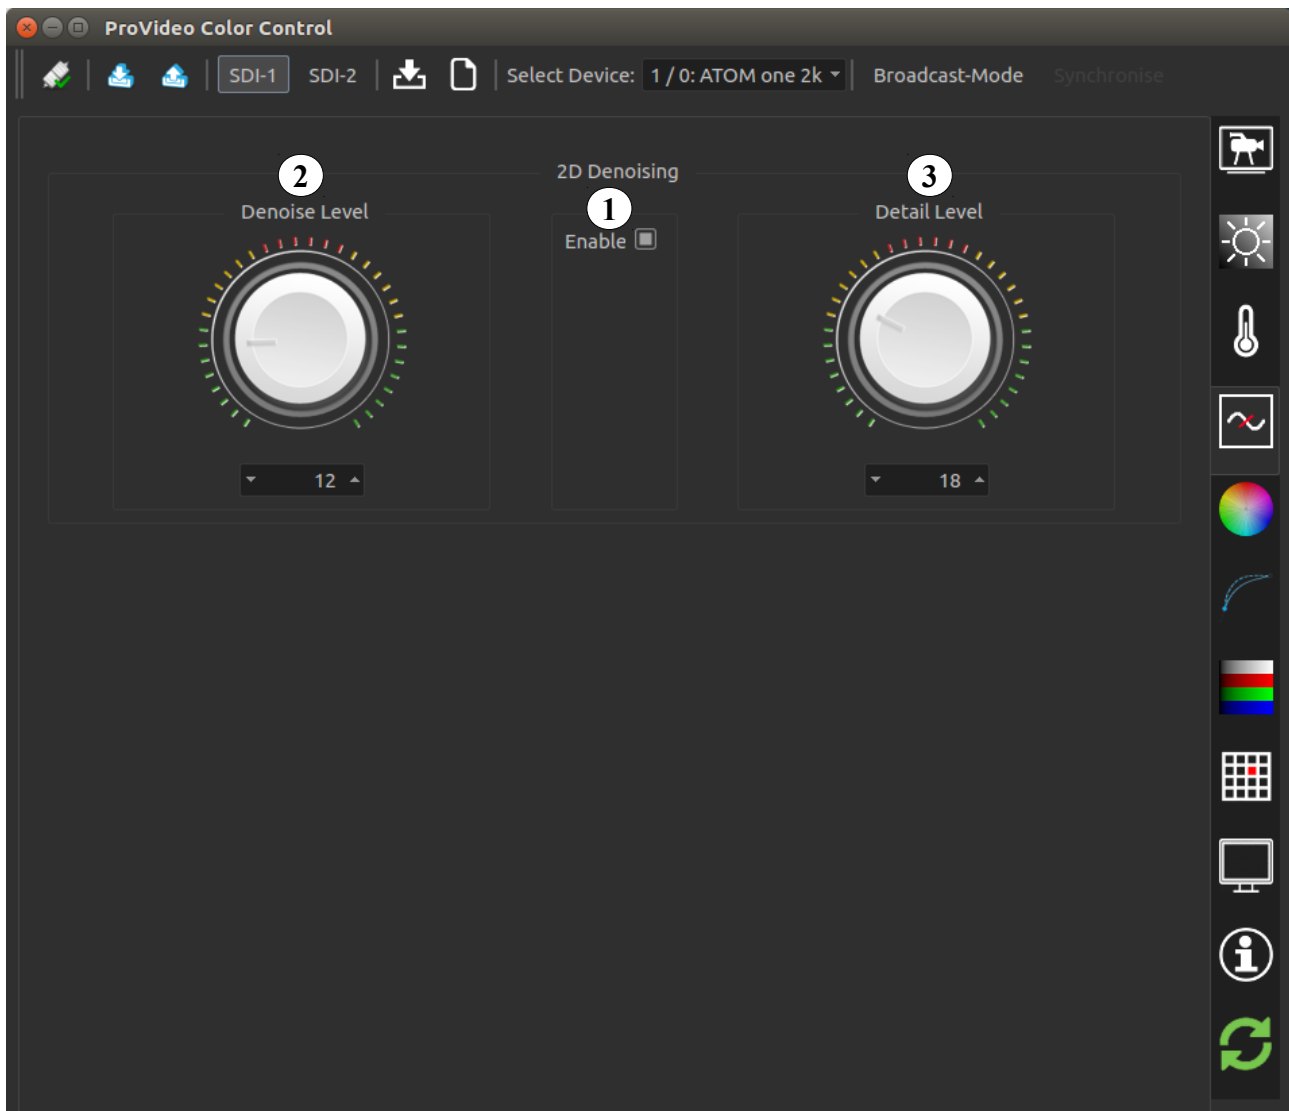 ProVideo Color Control
SDI-1 SDI-2 Select Device: 1 / 0: ATOM one 2k Broadcast-Mode Synchronise
2D Denoising
2 1 3
Denoise Level Enable Detail Level
12 18